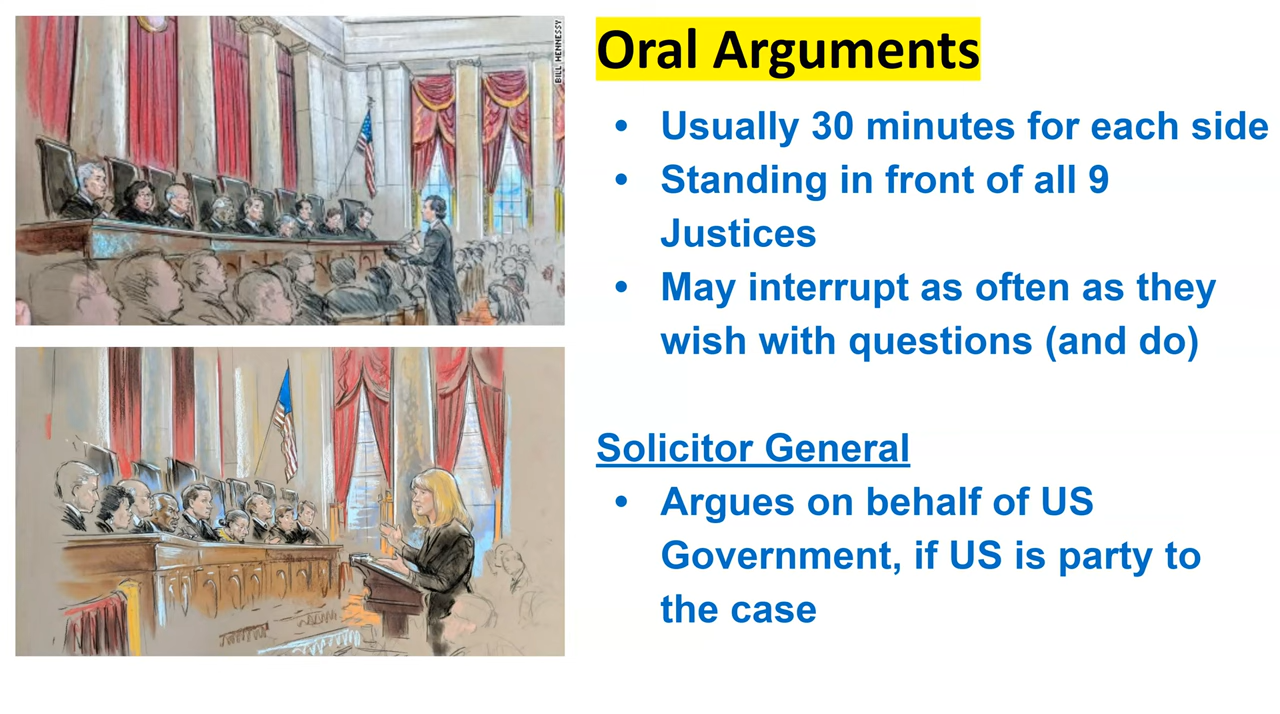 BILL HENNESSY
Oral Arguments
• Usually 30 minutes for each side
• Standing in front of all 9
Justices
• May interrupt as often as they
wish with questions (and do)
Solicitor General
• Argues on behalf of US
Government, if US is party to
the case